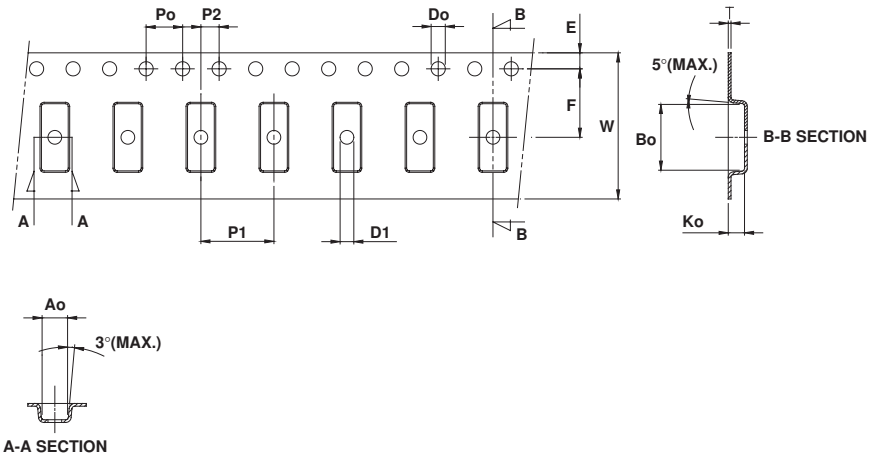 Po P2 Do B E T
5°(MAX.)
F W Bo B-B SECTION
A A P1 D1 B Ko
Ao
3°(MAX.)
A-A SECTION